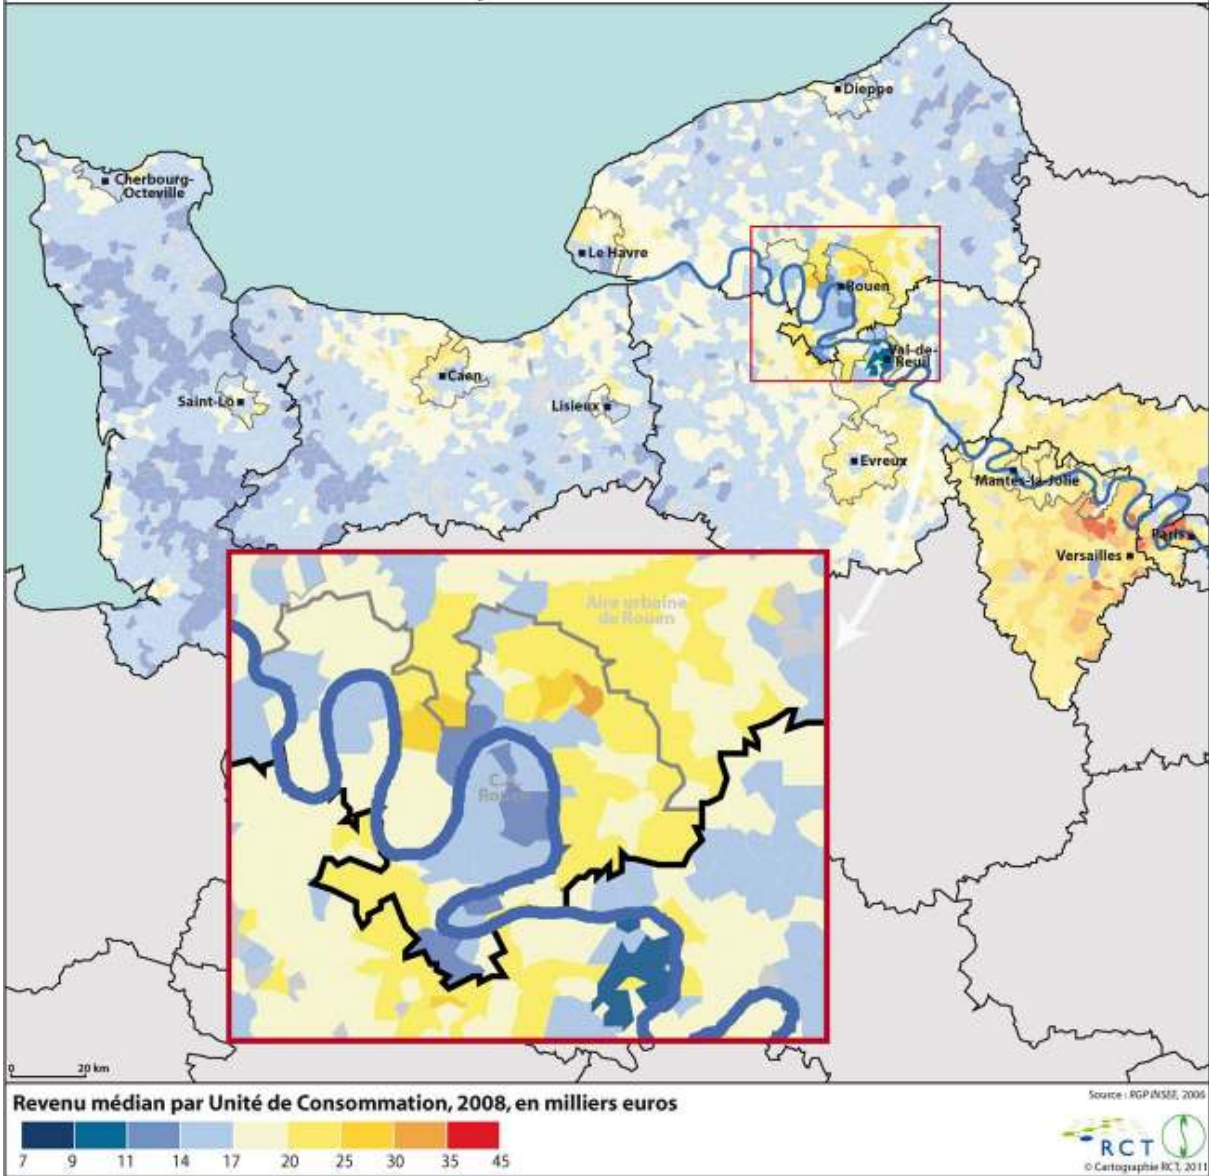 Dieppe
Cherbourg-
Octeville
Le Havre
Rouen
Val-de-
Reuil
Caen
Saint-Lô
Lisieux
Evreux
Mantes-la-Jolie
Paris
Versailles
Aire urbaine
de Rouen
0 20 km
Revenu médian par Unité de Consommation, 2008, en milliers euros
7 9 11 14 17 20 25 30 35 45
Source : RGP INSEE, 2006
RCT
© Cartographie RCT, 2011